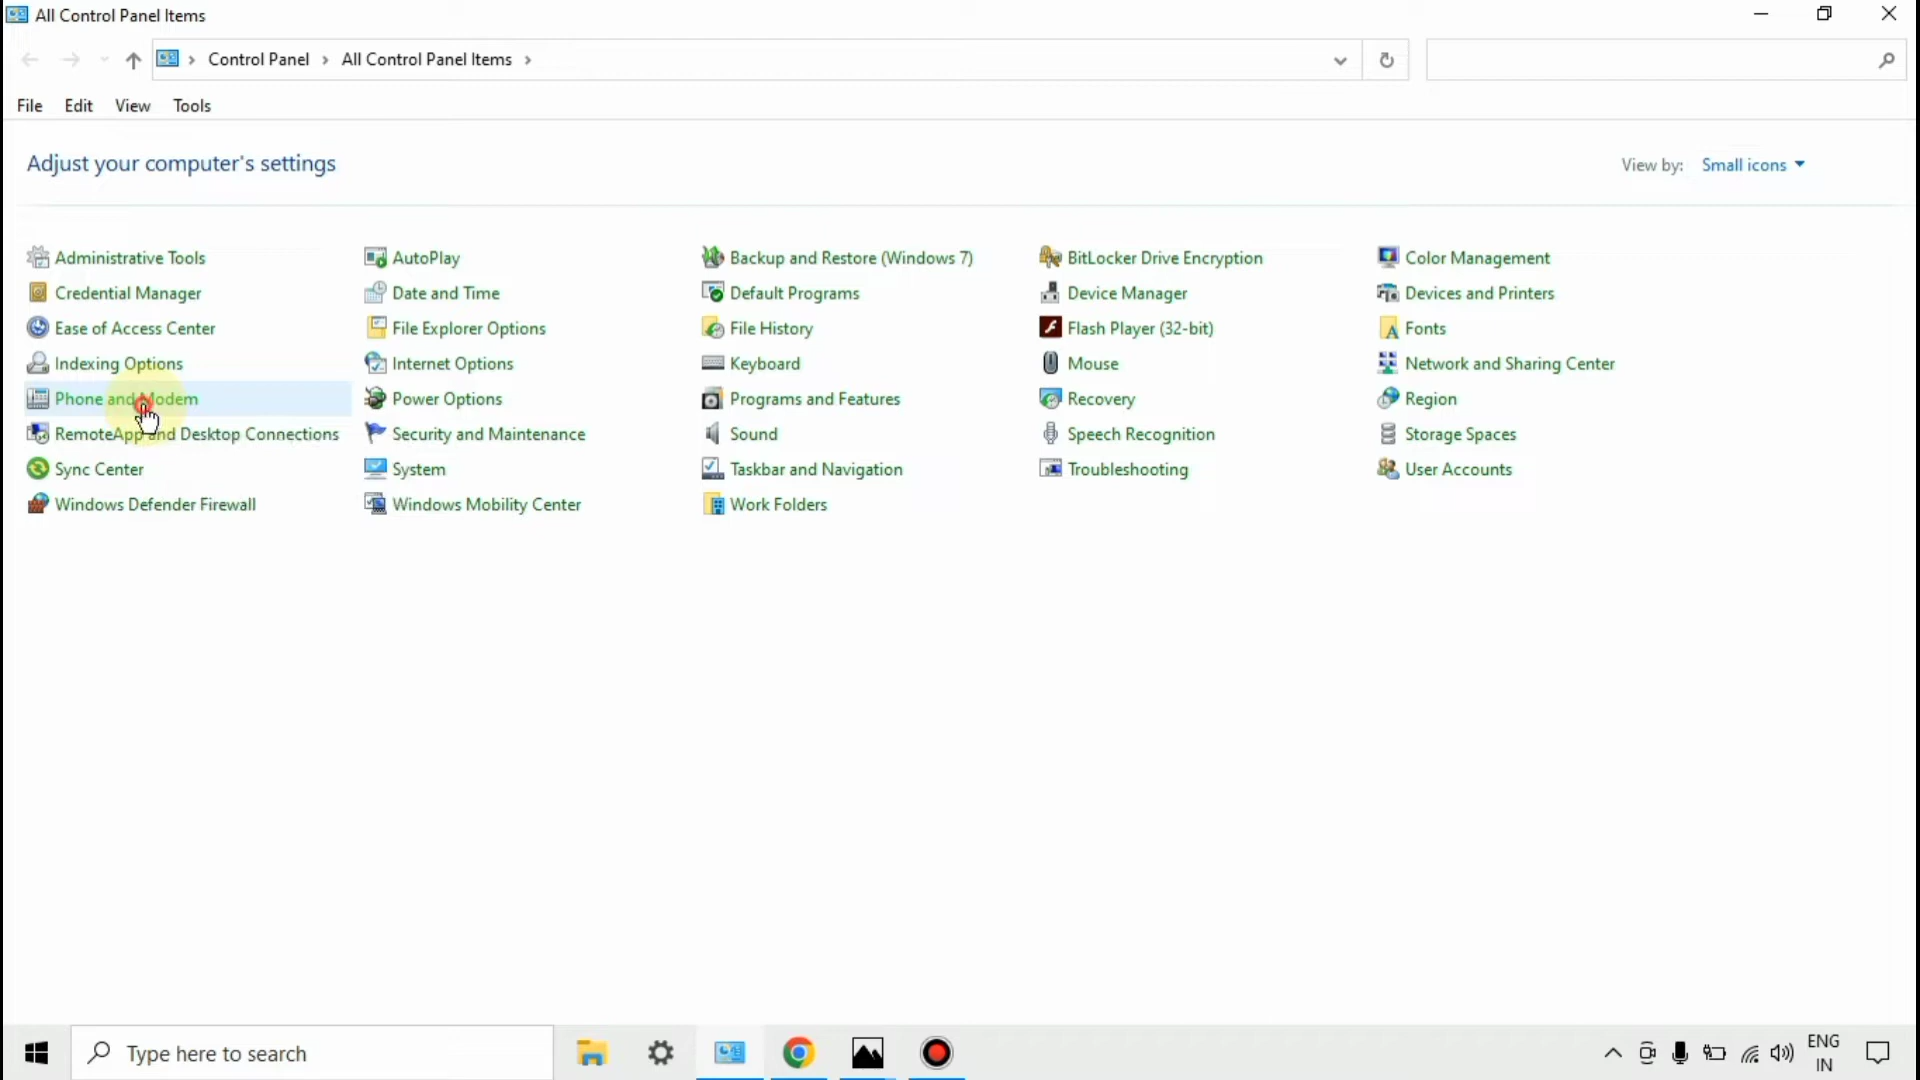 All Control Panel Items
Control Panel > All Control Panel Items >
File Edit View Tools
Adjust your computer's settings
View by: Small icons
Administrative Tools AutoPlay Backup and Restore (Windows 7) BitLocker Drive Encryption Color Management
Credential Manager Date and Time Default Programs Device Manager Devices and Printers
Ease of Access Center File Explorer Options File History Flash Player (32-bit) Fonts
Indexing Options Internet Options Keyboard Mouse Network and Sharing Center
Phone and Modem Power Options Programs and Features Recovery Region
RemoteApp and Desktop Connections Security and Maintenance Sound Speech Recognition Storage Spaces
Sync Center System Taskbar and Navigation Troubleshooting User Accounts
Windows Defender Firewall Windows Mobility Center Work Folders
Type here to search
ENG
IN